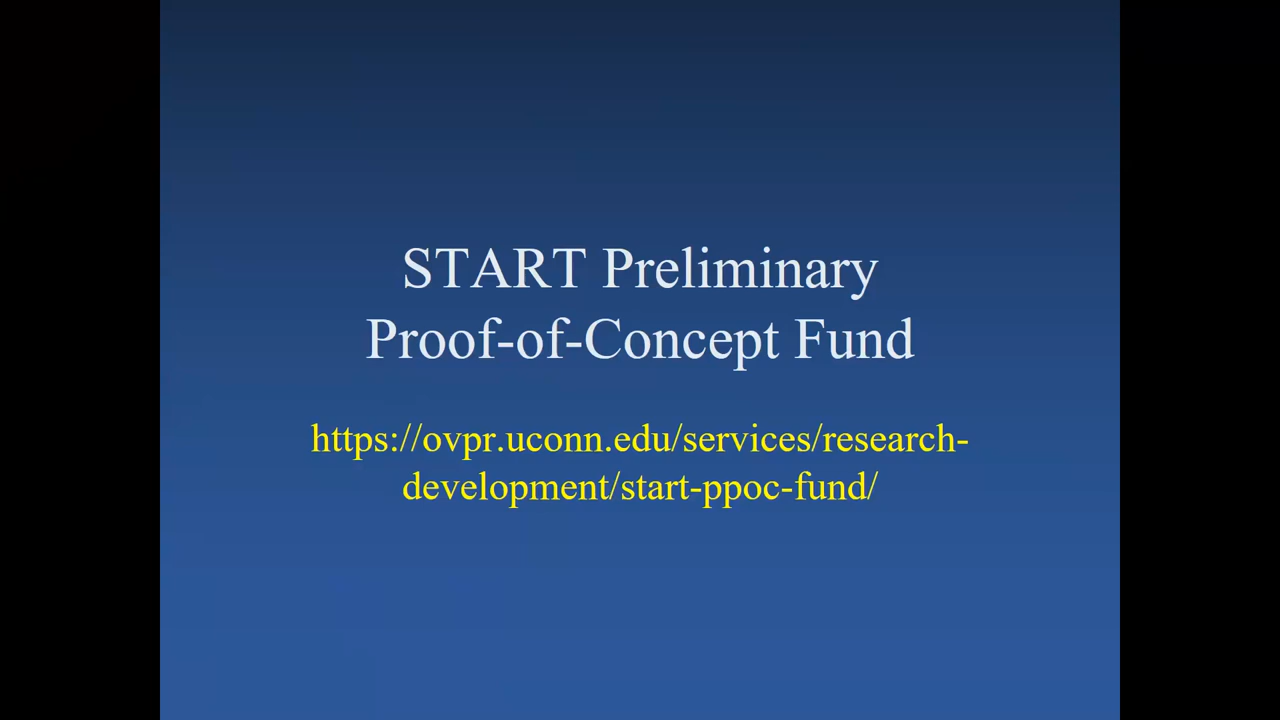 START Preliminary
Proof-of-Concept Fund
https://ovpr.uconn.edu/services/research-
development/start-ppoc-fund/